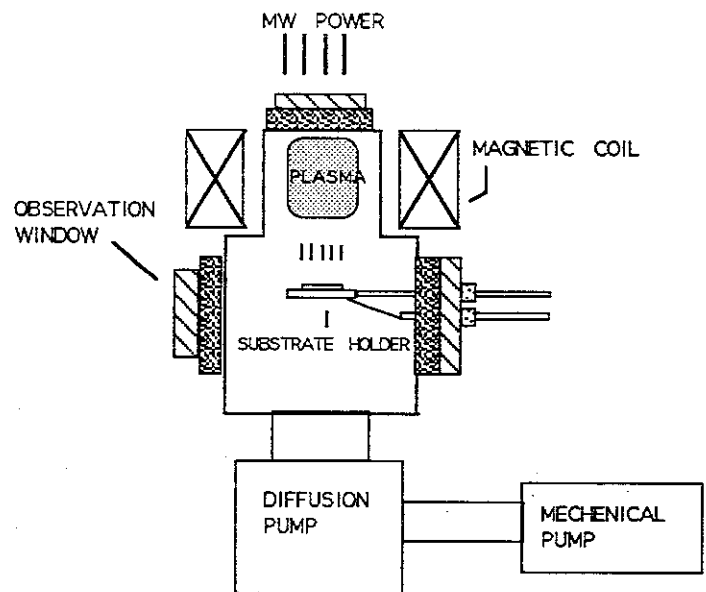 MW POWER
PLASMA
MAGNETIC COIL
OBSERVATION
WINDOW
SUBSTRATE HOLDER
DIFFUSION
PUMP
MECHENICAL
PUMP